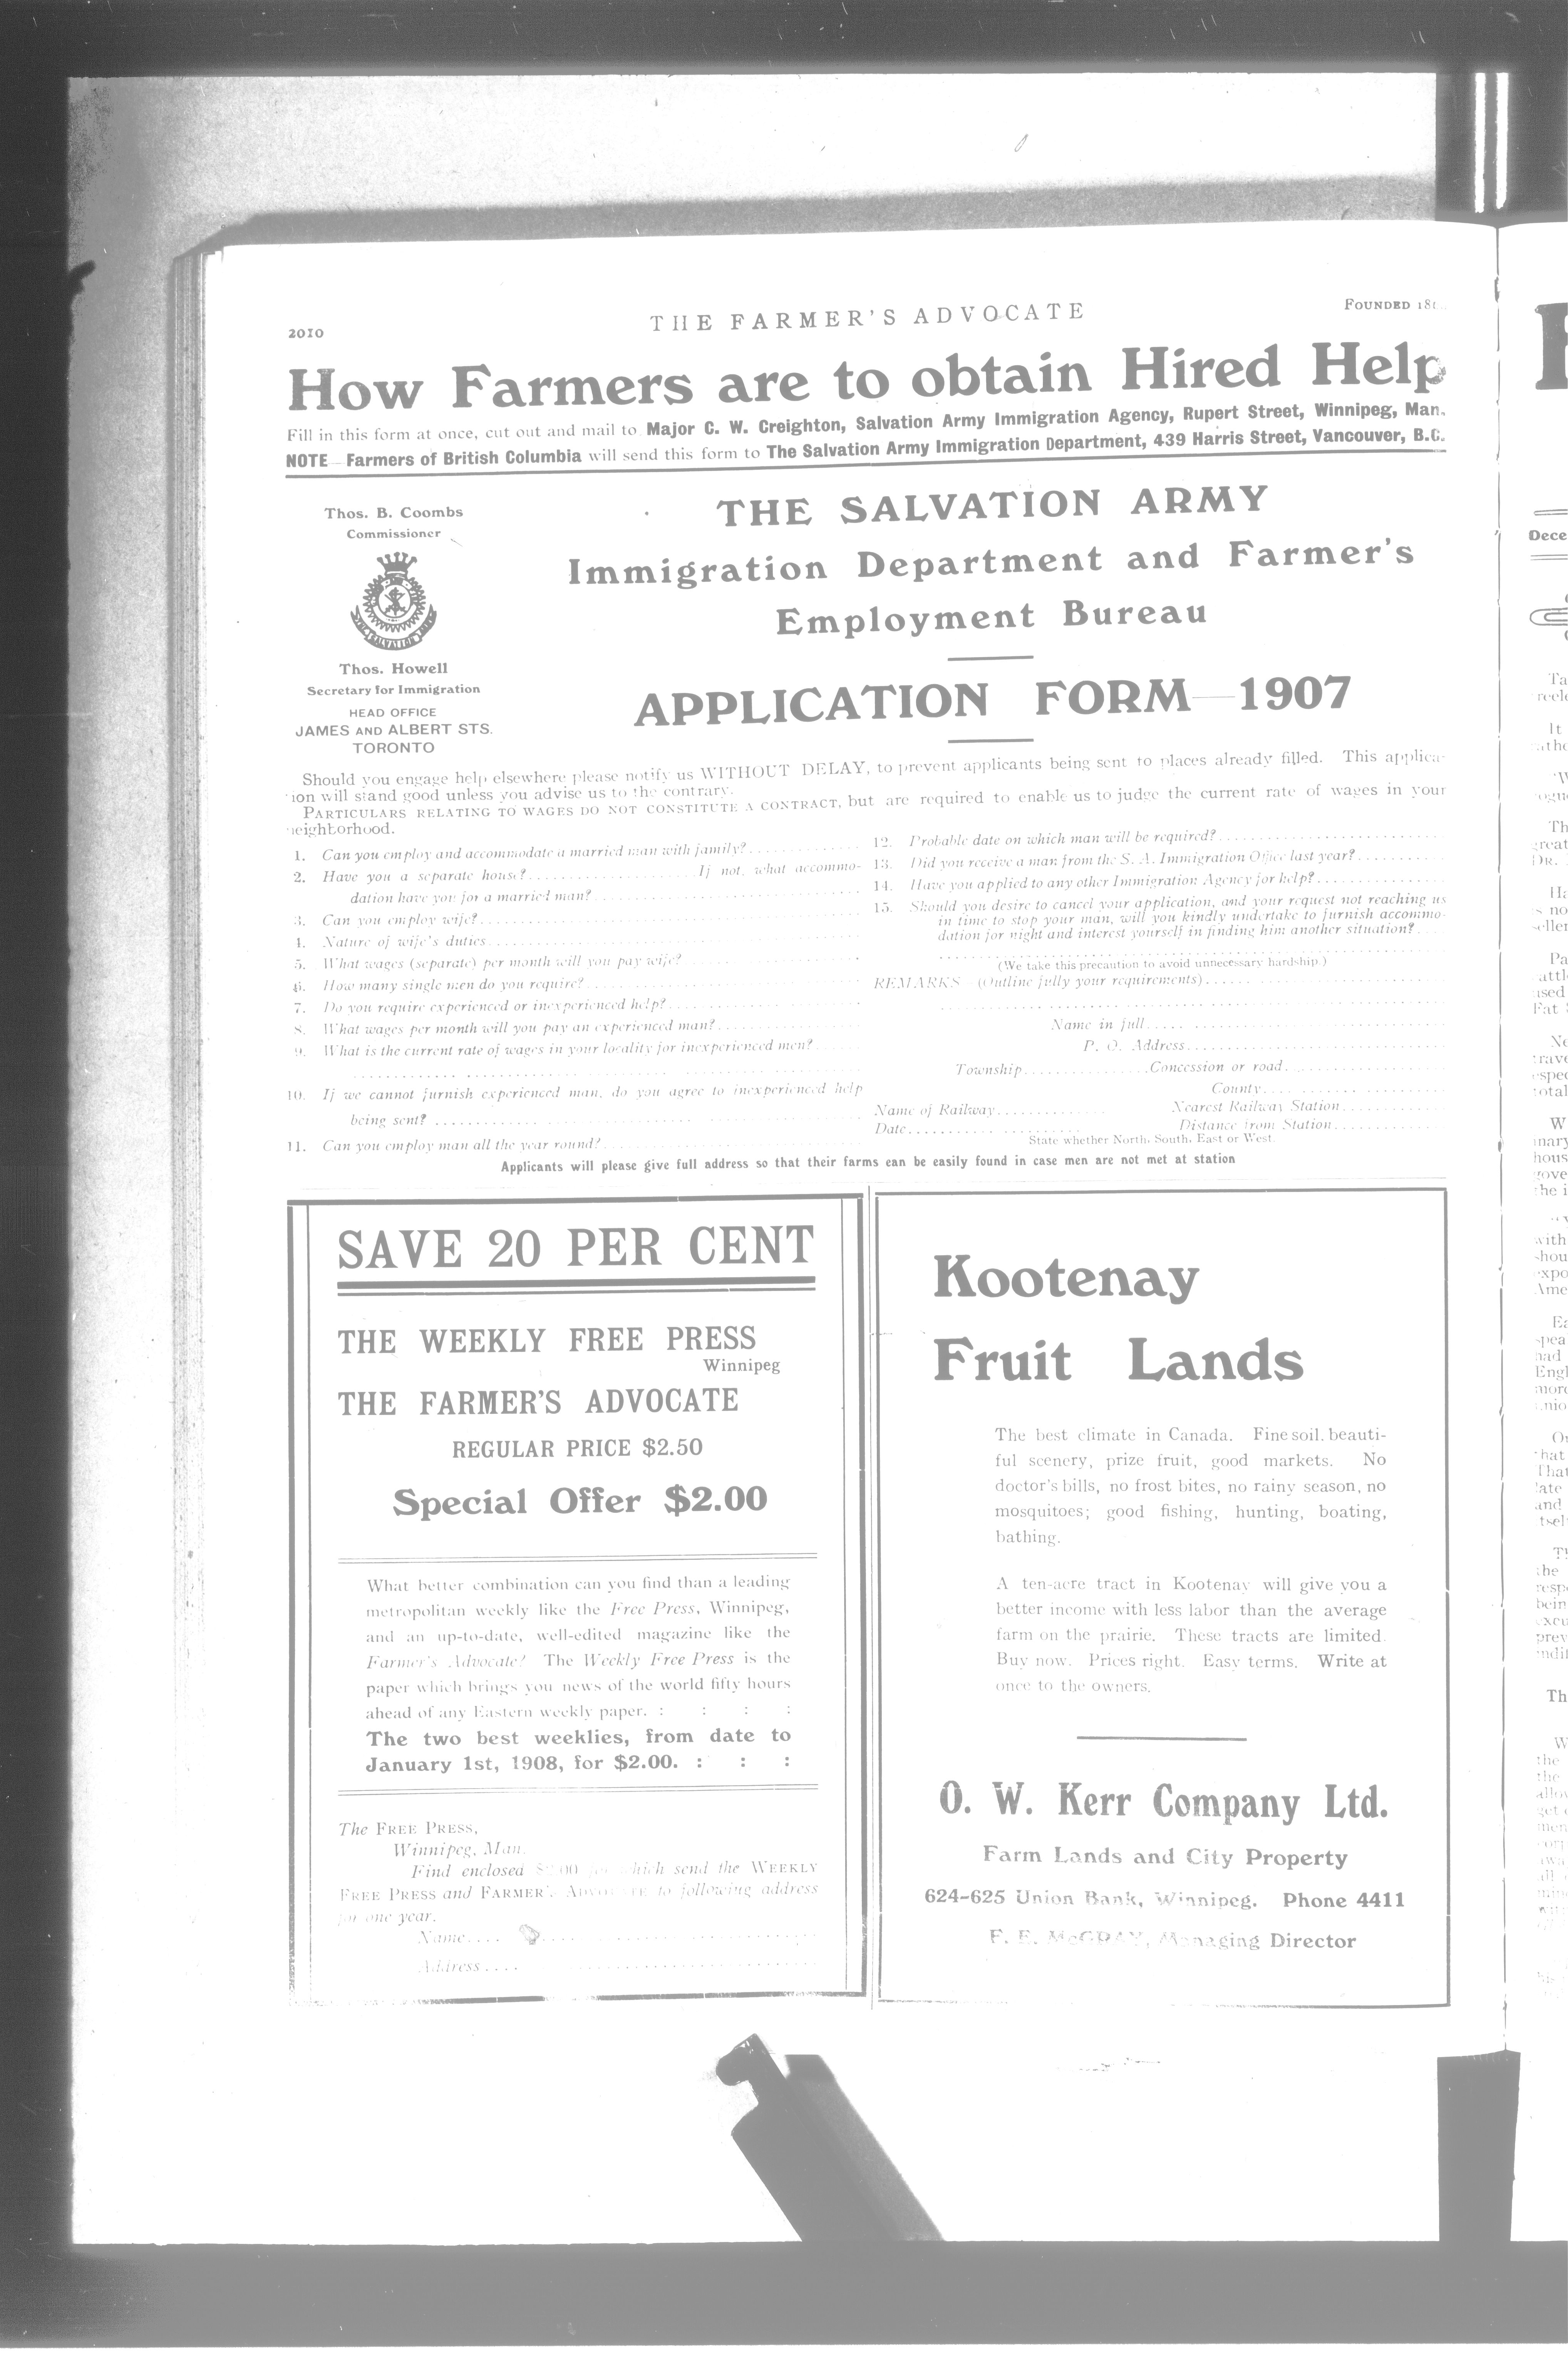 2010
THE FARMER'S ADVOCATE
FOUNDED
How Farmers are to obtain Hired Help
Fill in this form at once, cut out and mail to Major C. W. Creighton, Salvation Army Immigration Agency, Rupert Street, Winnipeg, Man.
NOTE—Farmers of British Columbia will send this form to The Salvation Army Immigration Department, 439 Harris Street, Vancouver, B.C.
Thos. B. Coombs
Commissioner
Thos. Howell
Secretary for Immigration
HEAD OFFICE
JAMES AND ALBERT STS.
TORONTO
THE SALVATION ARMY
Immigration Department and Farmer's
Employment Bureau
APPLICATION FORM—1907
Should you engage help elsewhere please notify us WITHOUT DELAY, to prevent applicants being sent to places already filled. This applica-
ion will stand good unless you advise us to the contrary.
PARTICULARS RELATING TO WAGES DO NOT CONSTITUTE A CONTRACT, but are required to enable us to judge the current rate of wages in your
neighborhood.
1. Can you employ and accommodate a married man with family?
2. Have you a separate house? If not, what accommo-
dation have you for a married man?
3. Can you employ wife?
4. Nature of wife's duties
5. What wages (separate) per month will you pay wife?
6. How many single men do you require?
7. Do you require experienced or inexperienced help?
8. What wages per month will you pay an experienced man?
9. What is the current rate of wages in your locality for inexperienced men?
10. If we cannot furnish experienced man, do you agree to inexperienced help
being sent?
11. Can you employ man all the year round?
12. Probable date on which man will be required?
13. Did you receive a man from the S. A. Immigration Office last year?
14. Have you applied to any other Immigration Agency for help?
15. Should you desire to cancel your application, and your request not reaching us
in time to stop your man, will you kindly undertake to furnish accommo-
dation for night and interest yourself in finding him another situation?
(We take this precaution to avoid unnecessary hardship.)
REMARKS—(Outline fully your requirements)
Name in full
P. O. Address
Township Concession or road
County
Name of Railway Nearest Railway Station
Date Distance from Station
State whether North, South, East or West.
Applicants will please give full address so that their farms can be easily found in case men are not met at station
SAVE 20 PER CENT
THE WEEKLY FREE PRESS
Winnipeg
THE FARMER'S ADVOCATE
REGULAR PRICE $2.50
Special Offer $2.00
What better combination can you find than a leading
metropolitan weekly like the Free Press, Winnipeg,
and an up-to-date, well-edited magazine like the
Farmer's Advocate? The Weekly Free Press is the
paper which brings you news of the world fifty hours
ahead of any Eastern weekly paper. : : : :
The two best weeklies, from date to
January 1st, 1908, for $2.00. : : :
The FREE PRESS,
Winnipeg, Man.
Find enclosed $2.00 for which send the WEEKLY
FREE PRESS and FARMER'S ADVOCATE to following address
for one year.
Name
Address
Kootenay
Fruit Lands
The best climate in Canada. Fine soil, beauti-
ful scenery, prize fruit, good markets. No
doctor's bills, no frost bites, no rainy season, no
mosquitoes; good fishing, hunting, boating,
bathing.
A ten-acre tract in Kootenay will give you a
better income with less labor than the average
farm on the prairie. These tracts are limited.
Buy now. Prices right. Easy terms. Write at
once to the owners.
O. W. Kerr Company Ltd.
Farm Lands and City Property
624-625 Union Bank, Winnipeg. Phone 4411
F. E. McGRAY, Managing Director